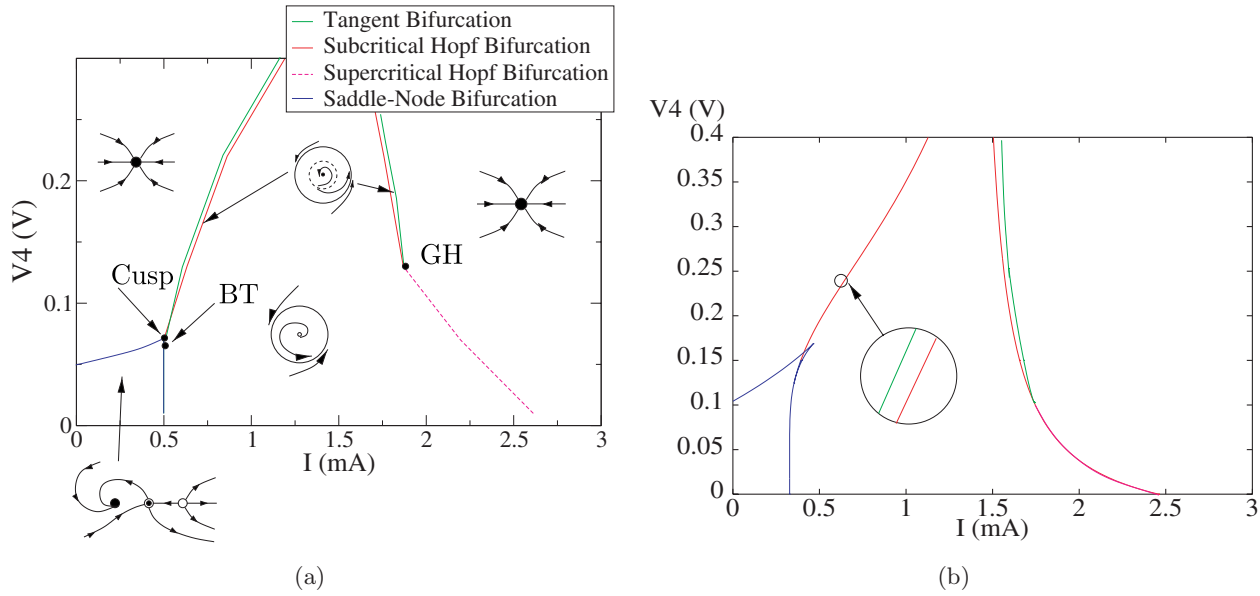 Tangent Bifurcation
Subcritical Hopf Bifurcation
Supercritical Hopf Bifurcation
Saddle-Node Bifurcation
V4 (V)
0.2
0.1
0
Cusp
BT
GH
0 0.5 1 1.5 2 2.5 3
I (mA)
(a)
V4 (V)
0.4
0.35
0.3
0.25
0.2
0.15
0.1
0.05
0
0 0.5 1 1.5 2 2.5 3
I (mA)
(b)